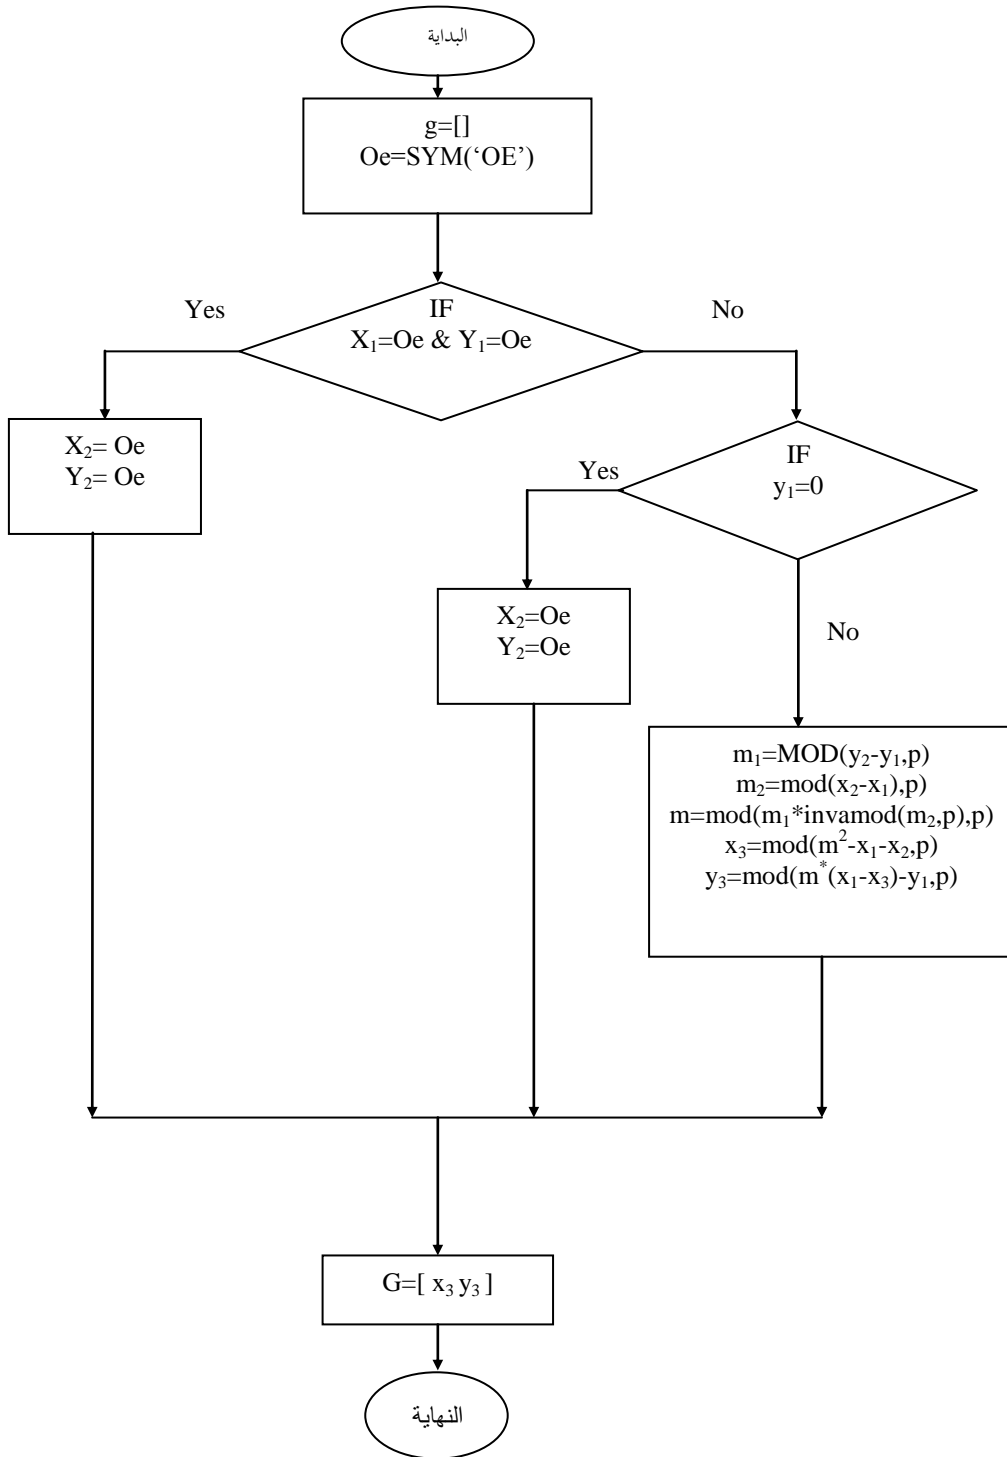 البداية
g=[]
Oe=SYM(‘OE’)
Yes
IF
X₁=Oe & Y₁=Oe
No
X₂= Oe
Y₂= Oe
Yes
IF
y₁=0
X₂=Oe
Y₂=Oe
No
m₁=MOD(y₂-y₁,p)
m₂=mod(x₂-x₁),p)
m=mod(m₁*invamod(m₂,p),p)
x₃=mod(m²-x₁-x₂,p)
y₃=mod(m*(x₁-x₃)-y₁,p)
G=[ x₃ y₃ ]
النهاية